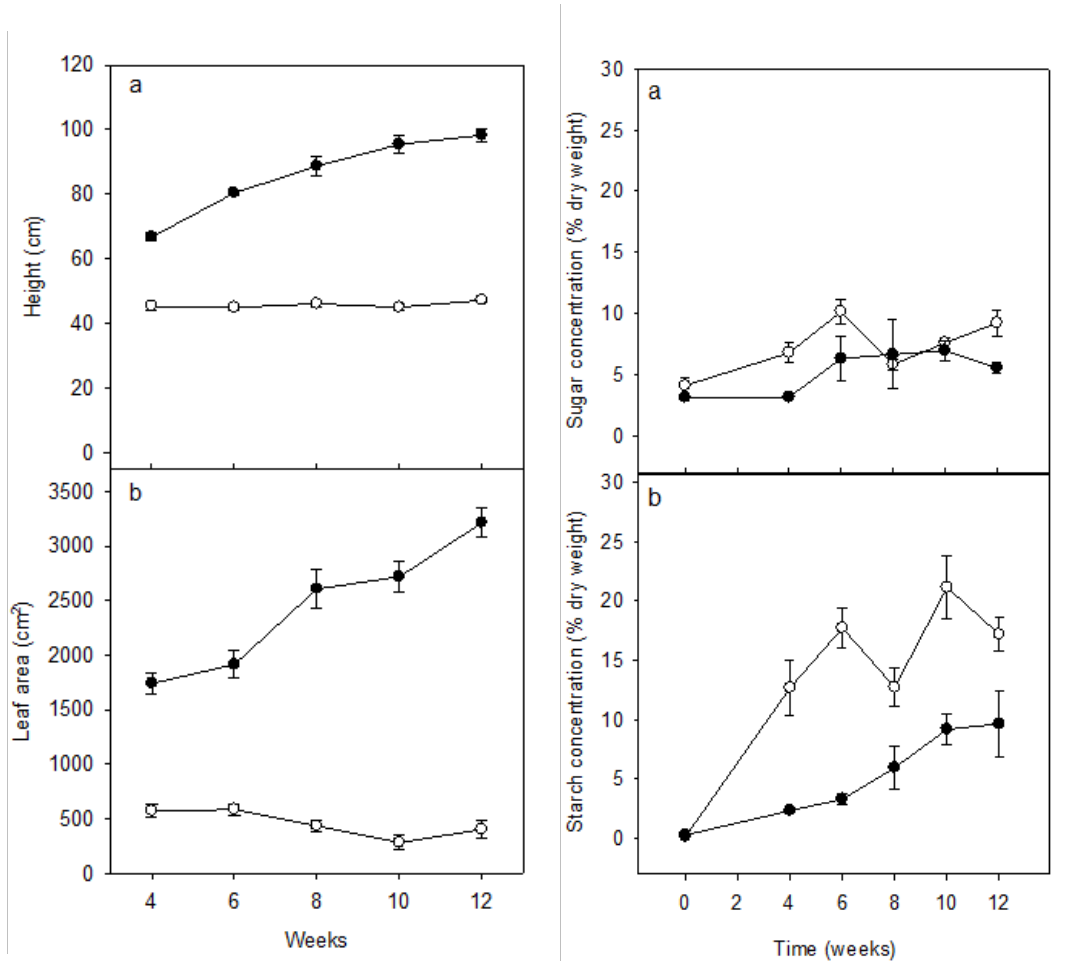 a
120
100
80
60
40
20
0
Height (cm)
b
3500
3000
2500
2000
1500
1000
500
0
Leaf area (cm²)
4 6 8 10 12
Weeks
a
30
25
20
15
10
5
0
Sugar concentration (% dry weight)
b
30
25
20
15
10
5
0
Starch concentration (% dry weight)
0 2 4 6 8 10 12
Time (weeks)